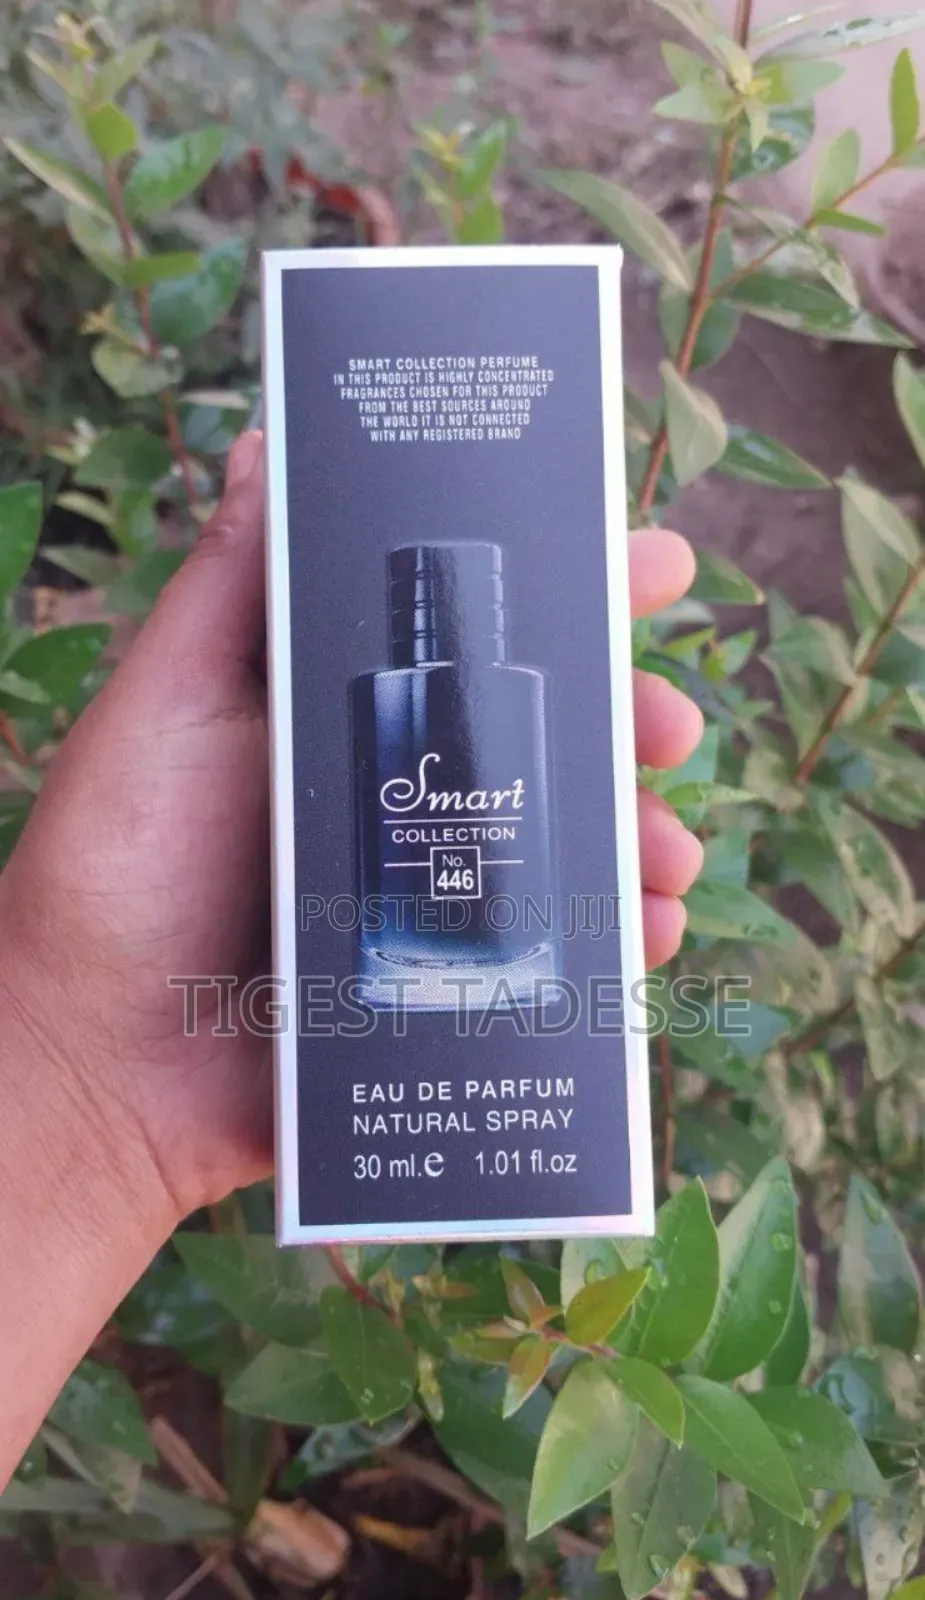 SMART COLLECTION PERFUME
IN THIS PRODUCT IS HIGHLY CONCENTRATED
FRAGRANCES CHOSEN FOR THIS PRODUCT
FROM THE BEST SOURCES AROUND
THE WORLD IT IS NOT CONNECTED
WITH ANY REGISTERED BRAND
Smart
COLLECTION
No.
446
POSTED ON JIJI
TIGEST TADESSE
EAU DE PARFUM
NATURAL SPRAY
30 ml.e 1.01 fl.oz